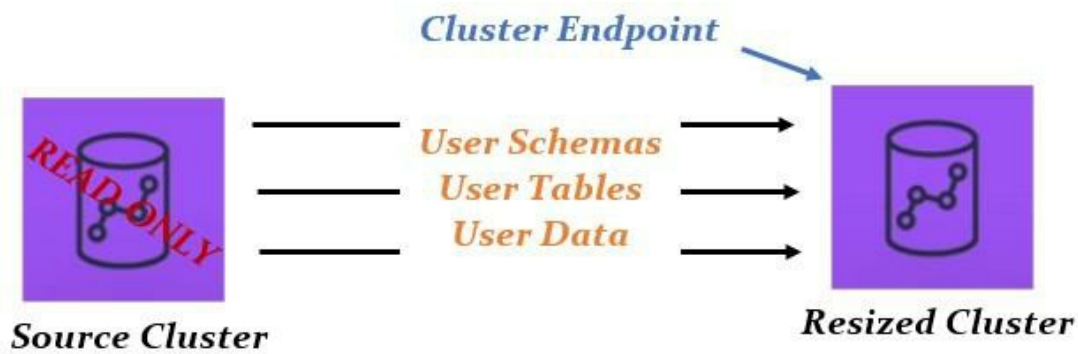 Cluster Endpoint
READ ONLY
User Schemas
User Tables
User Data
Source Cluster
Resized Cluster